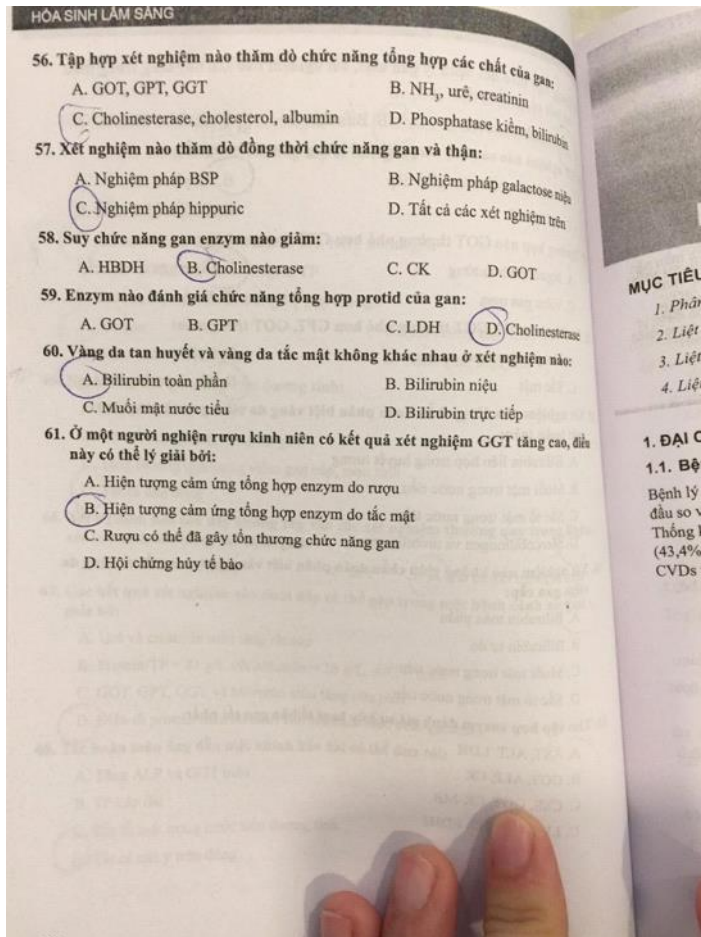 HÓA SINH LÂM SÀNG
56. Tập hợp xét nghiệm nào thăm dò chức năng tổng hợp các chất của gan:
A. GOT, GPT, GGT
B. NH₃, urê, creatinin
C. Cholinesterase, cholesterol, albumin
D. Phosphatase kiềm, bilirubin
57. Xét nghiệm nào thăm dò đồng thời chức năng gan và thận:
A. Nghiệm pháp BSP
B. Nghiệm pháp galactose niệu
C. Nghiệm pháp hippuric
D. Tất cả các xét nghiệm trên
58. Suy chức năng gan enzym nào giảm:
A. HBDH B. Cholinesterase C. CK D. GOT
59. Enzym nào đánh giá chức năng tổng hợp protid của gan:
A. GOT B. GPT C. LDH D. Cholinesterase
60. Vàng da tan huyết và vàng da tắc mật không khác nhau ở xét nghiệm nào:
A. Bilirubin toàn phần
B. Bilirubin niệu
C. Muối mật nước tiểu
D. Bilirubin trực tiếp
61. Ở một người nghiện rượu kinh niên có kết quả xét nghiệm GGT tăng cao, điều
này có thể lý giải bởi:
A. Hiện tượng cảm ứng tổng hợp enzym do rượu
B. Hiện tượng cảm ứng tổng hợp enzym do tắc mật
C. Rượu có thể đã gây tổn thương chức năng gan
D. Hội chứng hủy tế bào
MỤC TIÊU
1. Phân
2. Liệt
3. Liệt
4. Liệ
1. ĐẠI C
1.1. Bệ
Bệnh lý
đầu so v
Thống
(43,4%
CVDs